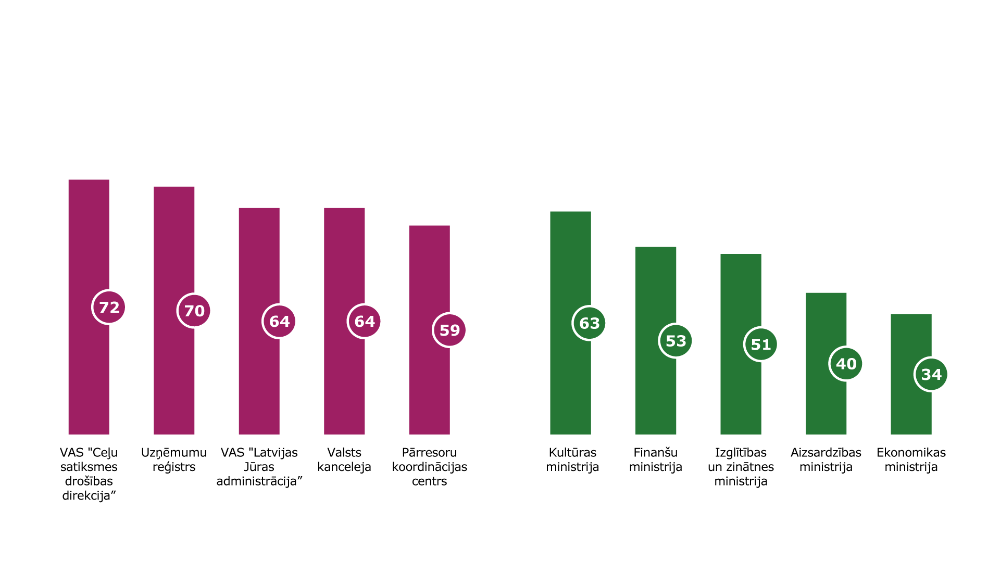 72
70
64
64
59
63
53
51
40
34
VAS "Ceļu
satiksmes
drošības
direkcija”
Uzņēmumu
reģistrs
VAS "Latvijas
Jūras
administrācija”
Valsts
kanceleja
Pārresoru
koordinācijas
centrs
Kultūras
ministrija
Finanšu
ministrija
Izglītības
un zinātnes
ministrija
Aizsardzības
ministrija
Ekonomikas
ministrija